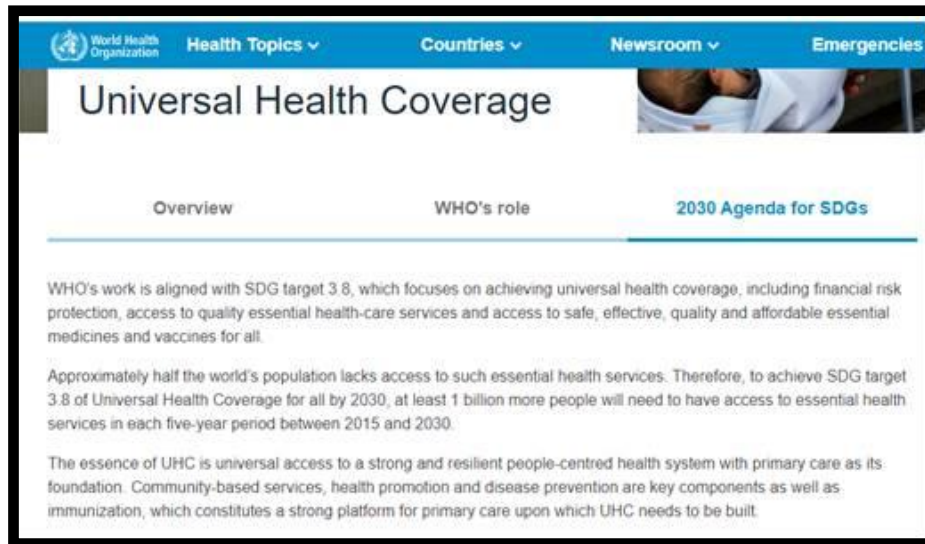 World Health
Organization
Health Topics Countries Newsroom Emergencies
Universal Health Coverage
Overview WHO's role 2030 Agenda for SDGs
WHO's work is aligned with SDG target 3.8, which focuses on achieving universal health coverage, including financial risk
protection, access to quality essential health-care services and access to safe, effective, quality and affordable essential
medicines and vaccines for all.
Approximately half the world's population lacks access to such essential health services. Therefore, to achieve SDG target
3.8 of Universal Health Coverage for all by 2030, at least 1 billion more people will need to have access to essential health
services in each five-year period between 2015 and 2030.
The essence of UHC is universal access to a strong and resilient people-centred health system with primary care as its
foundation. Community-based services, health promotion and disease prevention are key components as well as
immunization, which constitutes a strong platform for primary care upon which UHC needs to be built.